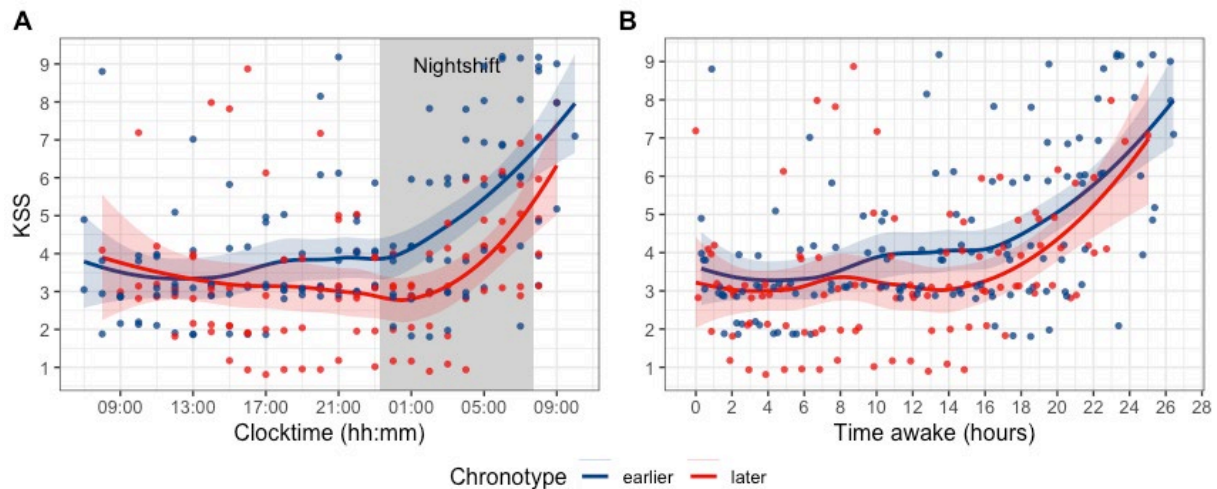 A
B
KSS
9
8
7
6
5
4
3
2
1
Nightshift
09:00 13:00 17:00 21:00 01:00 05:00 09:00
Clocktime (hh:mm)
9
8
7
6
5
4
3
2
1
0 2 4 6 8 10 12 14 16 18 20 22 24 26 28
Time awake (hours)
Chronotype earlier later